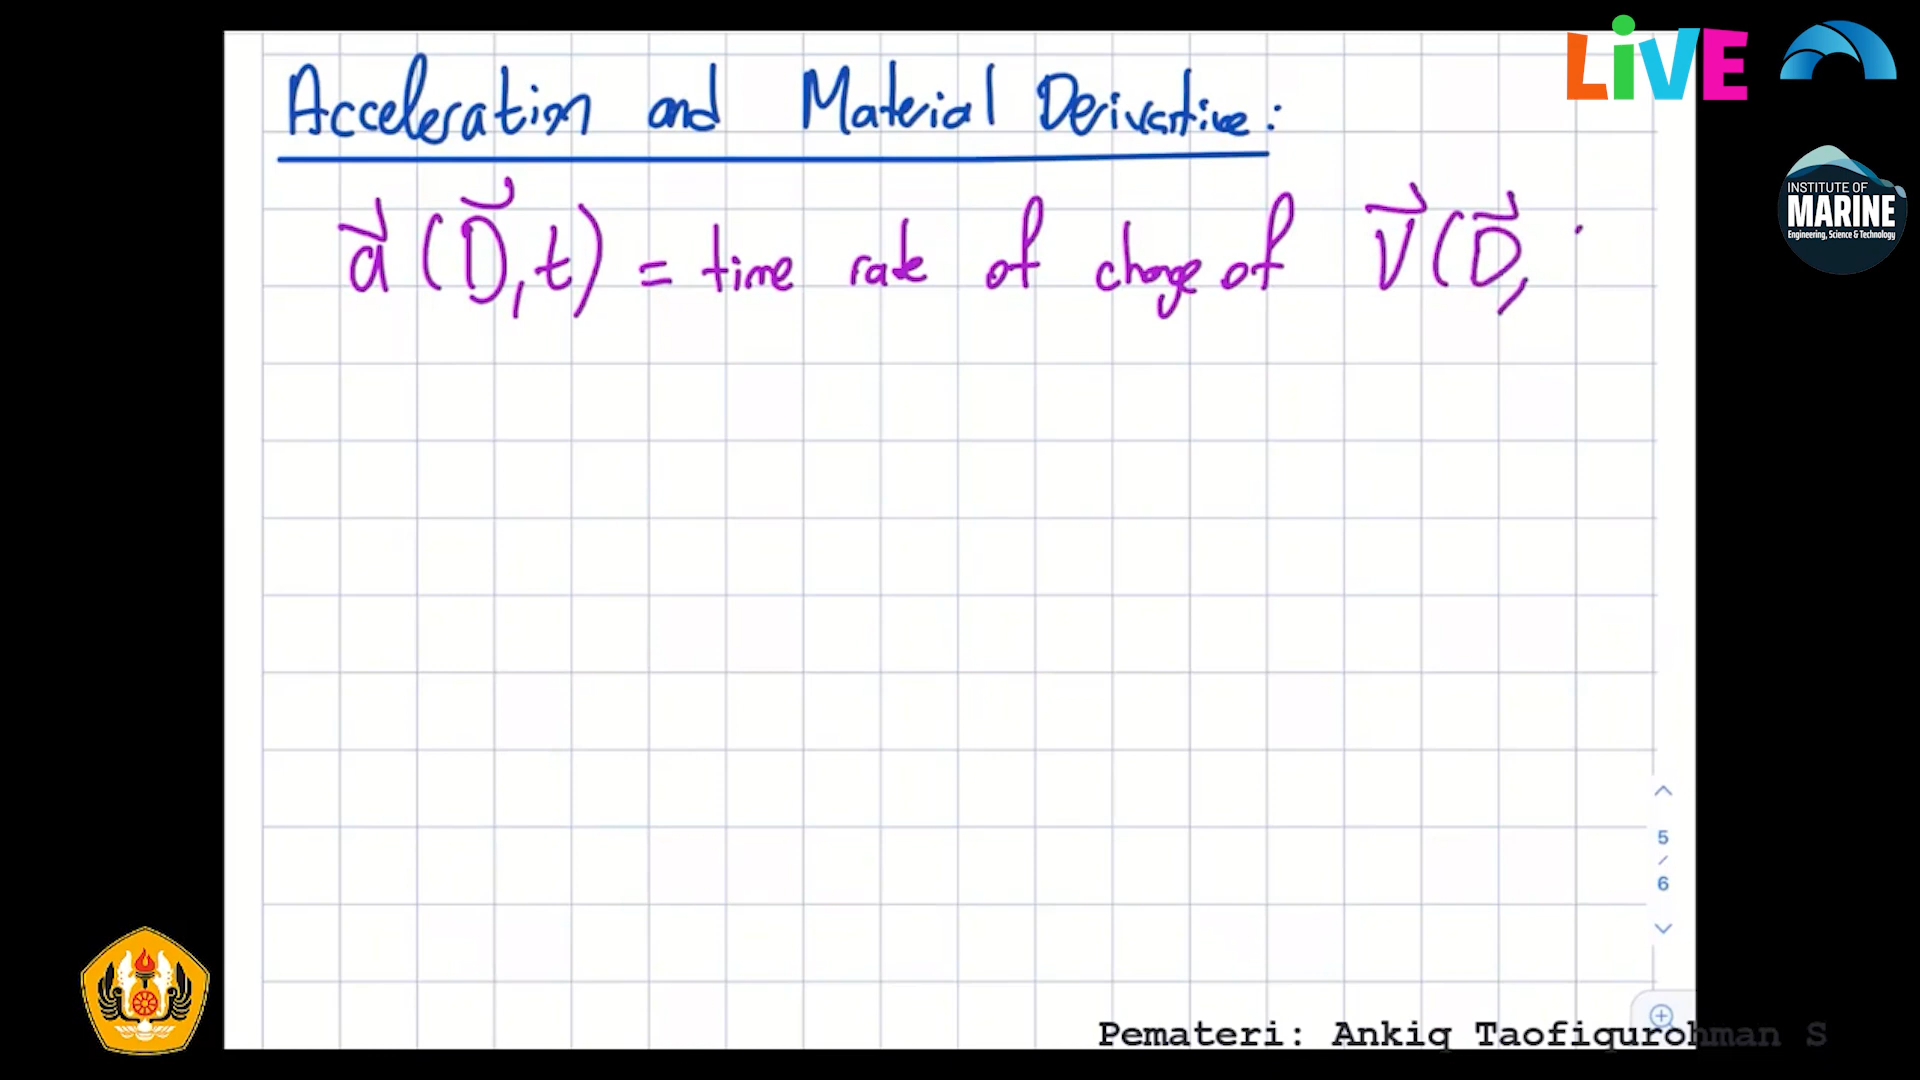 LiVE
Acceleration and Material Derivative:
INSTITUTE OF
MARINE
Engineering, Science & Technology
a⃗ (D⃗, t) = time rate of change of V⃗ (D⃗,
5
/
6
Pemateri: Ankiq Taofiqurohman S